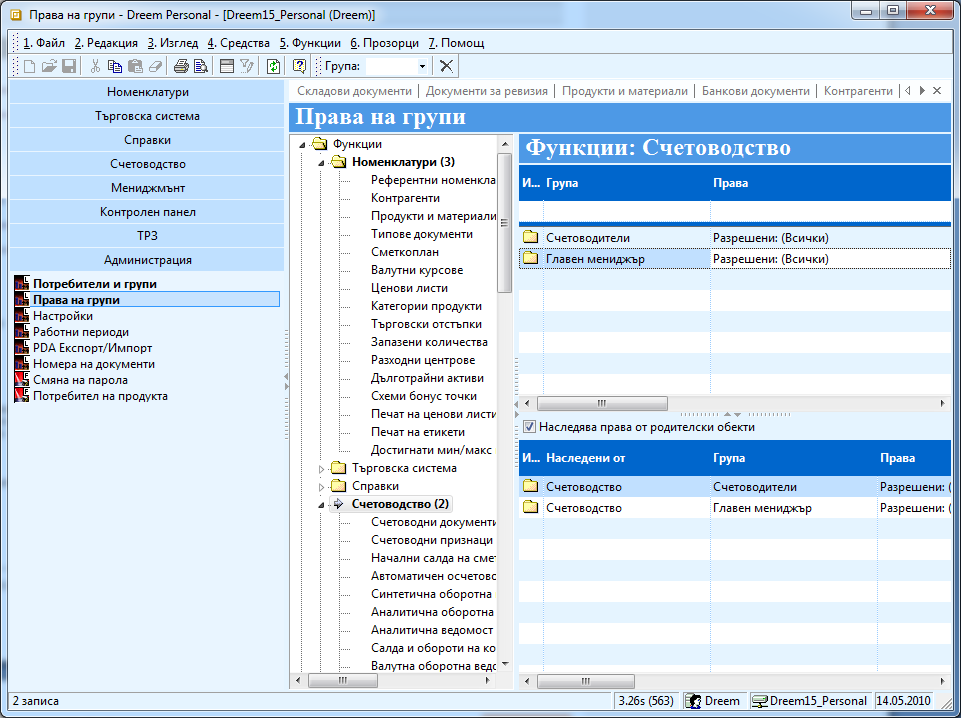 Права на групи - Dreem Personal - [Dreem15_Personal (Dreem)]
1. Файл 2. Редакция 3. Изглед 4. Средства 5. Функции 6. Прозорци 7. Помощ
Група:
Номенклатури
Търговска система
Справки
Счетоводство
Мениджмънт
Контролен панел
ТРЗ
Администрация
Потребители и групи
Права на групи
Настройки
Работни периоди
PDA Експорт/Импорт
Номера на документи
Смяна на парола
Потребител на продукта
Складови документи Документи за ревизия Продукти и материали Банкови документи Контрагенти
Права на групи
Функции
Номенклатури (3)
Референтни номенкла
Контрагенти
Продукти и материали
Типове документи
Сметкоплан
Валутни курсове
Ценови листи
Категории продукти
Търговски отстъпки
Запазени количества
Разходни центрове
Дълготрайни активи
Схеми бонус точки
Печат на ценови листи
Печат на етикети
Достигнати мин/макс
Търговска система
Справки
Счетоводство (2)
Счетоводни документи
Счетоводни признаци
Начални салда на смет
Автоматичен осчетовс
Синтетична оборотна
Аналитична оборотна
Аналитична ведомост
Салда и обороти на ко
Валутна оборотна ведо
Функции: Счетоводство
И... Група Права
Счетоводители Разрешени: (Всички)
Главен мениджър Разрешени: (Всички)
Наследява права от родителски обекти
И... Наследени от Група Права
Счетоводство Счетоводители Разрешени: (
Счетоводство Главен мениджър Разрешени: (
2 записа 3.26s (563) Dreem Dreem15_Personal 14.05.2010